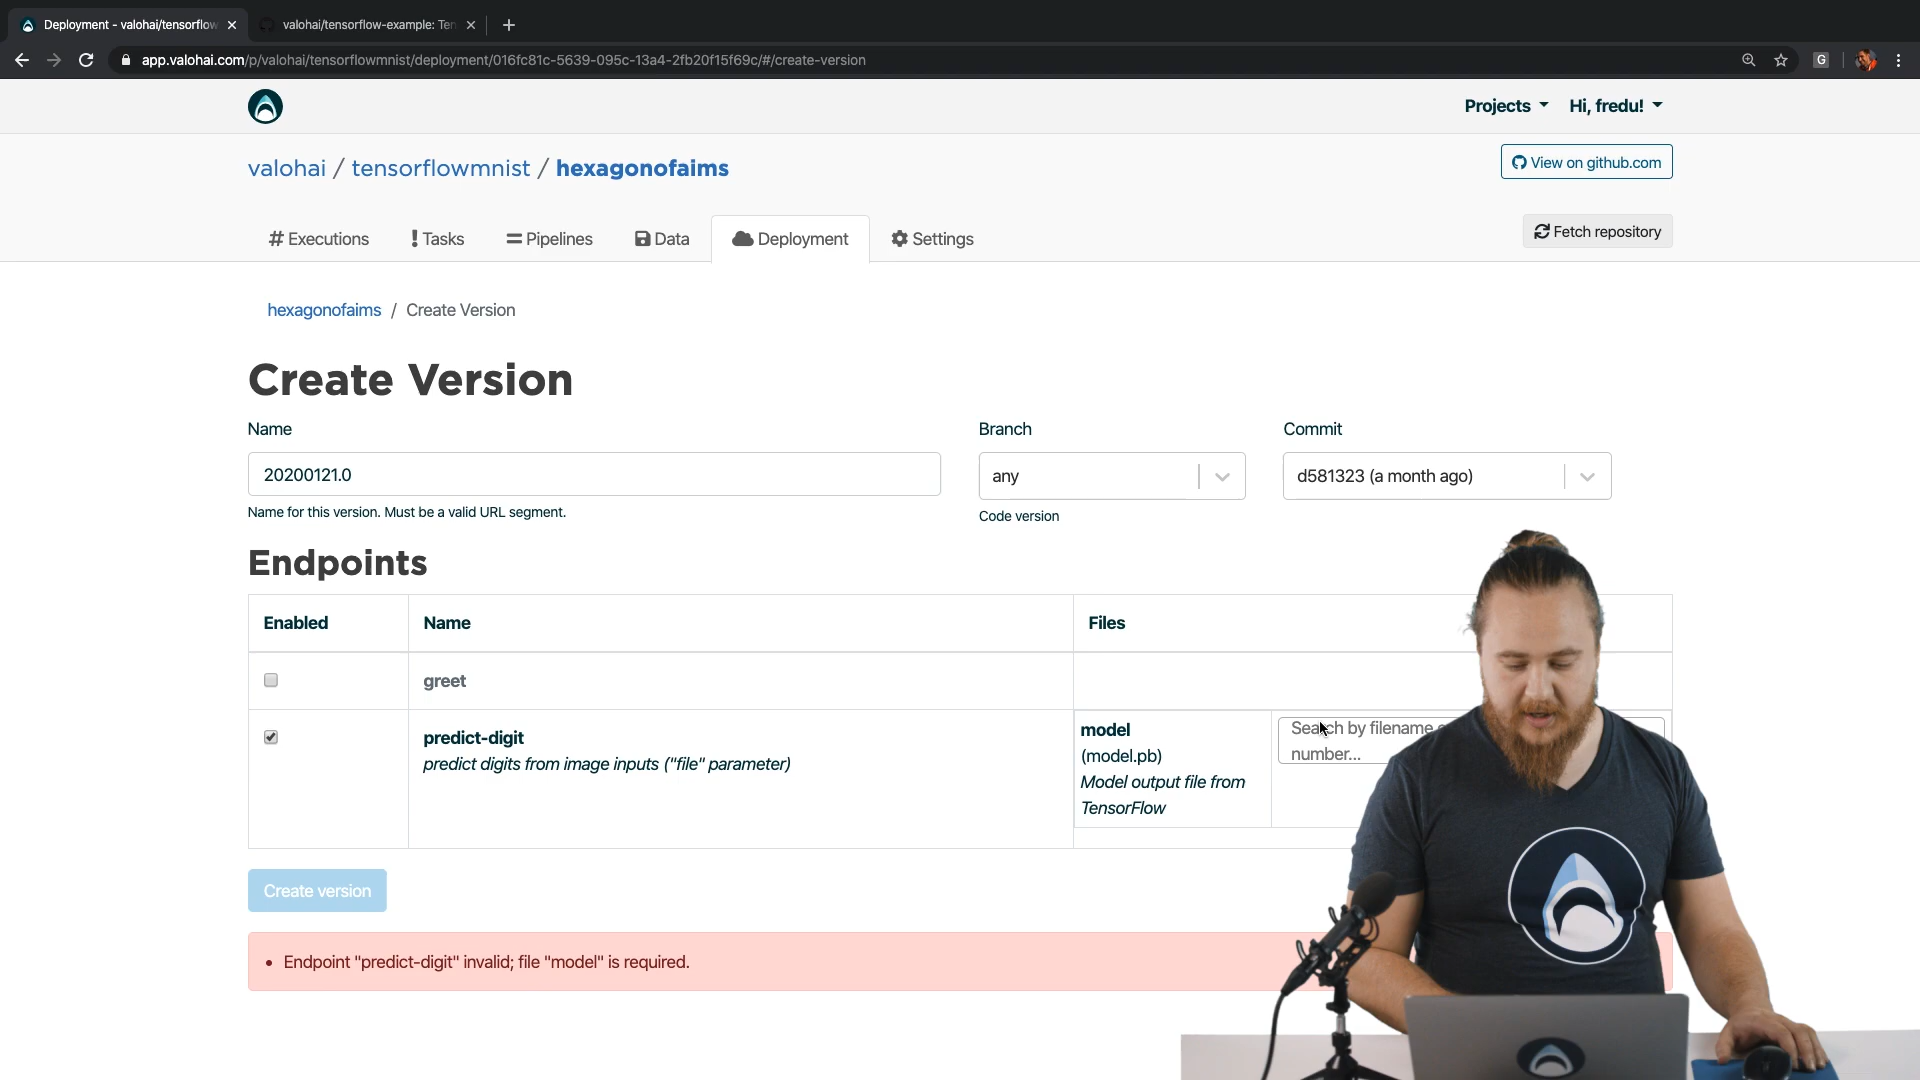 Deployment - valohai/tensorflow
valohai/tensorflow-example: Ten
app.valohai.com/p/valohai/tensorflowmnist/deployment/016fc81c-5639-095c-13a4-2fb20f15f69c/#/create-version
G
Projects
Hi, fredu!
valohai / tensorflowmnist / hexagonofaims
View on github.com
# Executions
Tasks
Pipelines
Data
Deployment
Settings
Fetch repository
hexagonofaims / Create Version
Create Version
Name
Branch
Commit
20200121.0
any
d581323 (a month ago)
Name for this version. Must be a valid URL segment.
Code version
Endpoints
Enabled
Name
Files
greet
predict-digit
predict digits from image inputs ("file" parameter)
model
(model.pb)
Model output file from
TensorFlow
Search by filename
number...
Create version
• Endpoint "predict-digit" invalid; file "model" is required.